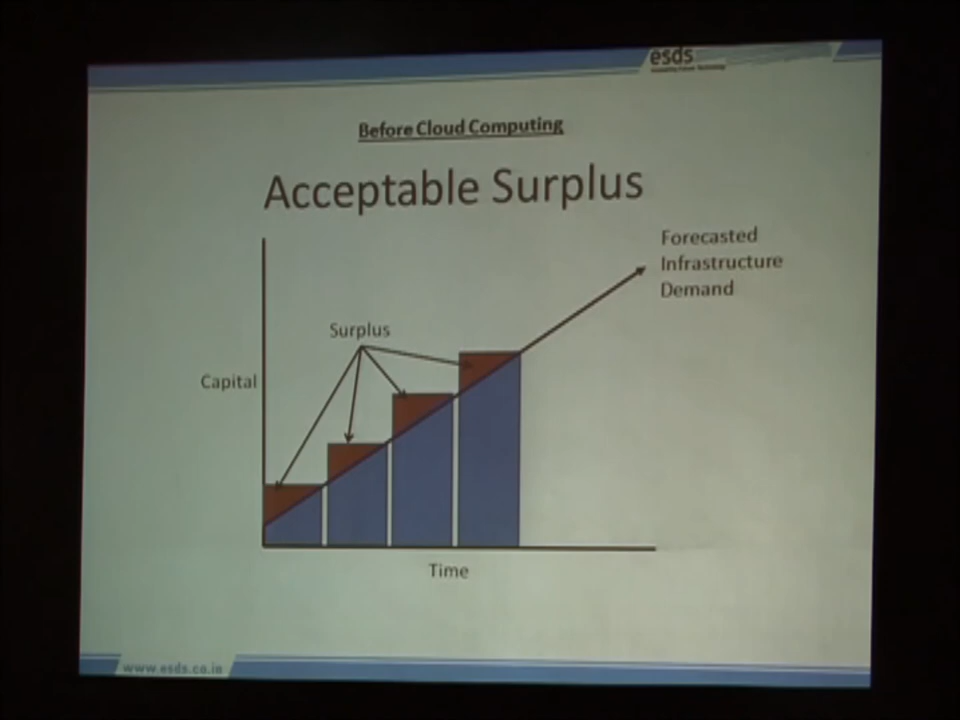 esds
Before Cloud Computing
Acceptable Surplus
Forecasted
Infrastructure
Demand
Surplus
Capital
Time
www.esds.co.in